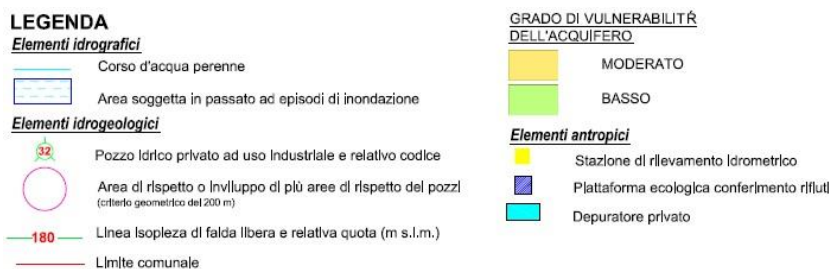 LEGENDA
Elementi idrografici
Corso d'acqua perenne
Area soggetta in passato ad episodi di inondazione
Elementi idrogeologici
32
Pozzo idrico privato ad uso industriale e relativo codice
Area di rispetto o inviluppo di più aree di rispetto dei pozzi
(criterio geometrico dei 200 m)
180
Linea isopieza di falda libera e relativa quota (m s.l.m.)
Limite comunale
GRADO DI VULNERABILITŘ
DELL'ACQUIFERO
MODERATO
BASSO
Elementi antropici
Stazione di rilevamento idrometrico
Plattaforma ecologica conferimento rifiuti
Depuratore privato